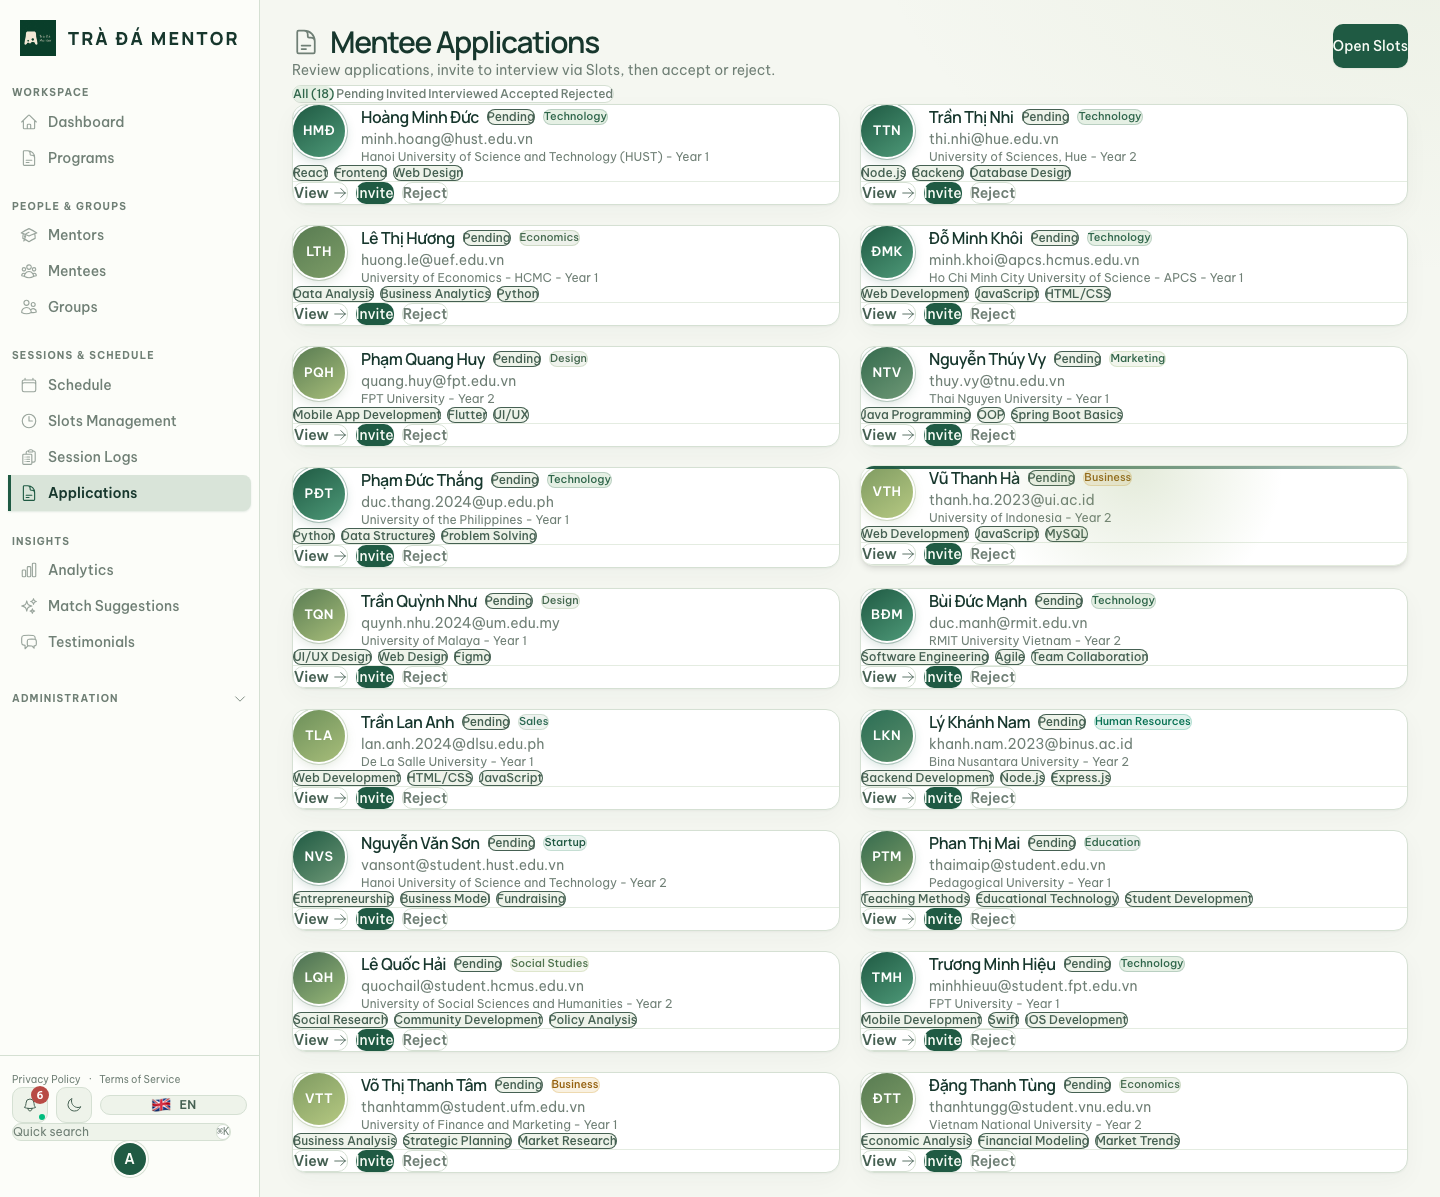 TRÀ ĐÁ MENTOR
WORKSPACE
Dashboard
Programs
PEOPLE & GROUPS
Mentors
Mentees
Groups
SESSIONS & SCHEDULE
Schedule
Slots Management
Session Logs
Applications
INSIGHTS
Analytics
Match Suggestions
Testimonials
ADMINISTRATION
Privacy Policy · Terms of Service
6
EN
Quick search ⌘K
A
Mentee Applications
Open Slots
Review applications, invite to interview via Slots, then accept or reject.
All (18) Pending Invited Interviewed Accepted Rejected
HMĐ
Hoàng Minh Đức Pending Technology
minh.hoang@hust.edu.vn
Hanoi University of Science and Technology (HUST) – Year 1
React Frontend Web Design
View → Invite Reject
TTN
Trần Thị Nhi Pending Technology
thi.nhi@hue.edu.vn
University of Sciences, Hue – Year 2
Node.js Backend Database Design
View → Invite Reject
LTH
Lê Thị Hương Pending Economics
huong.le@uef.edu.vn
University of Economics – HCMC – Year 1
Data Analysis Business Analytics Python
View → Invite Reject
ĐMK
Đỗ Minh Khôi Pending Technology
minh.khoi@apcs.hcmus.edu.vn
Ho Chi Minh City University of Science – APCS – Year 1
Web Development JavaScript HTML/CSS
View → Invite Reject
PQH
Phạm Quang Huy Pending Design
quang.huy@fpt.edu.vn
FPT University – Year 2
Mobile App Development Flutter UI/UX
View → Invite Reject
NTV
Nguyễn Thúy Vy Pending Marketing
thuy.vy@tnu.edu.vn
Thai Nguyen University – Year 1
Java Programming OOP Spring Boot Basics
View → Invite Reject
PĐT
Phạm Đức Thắng Pending Technology
duc.thang.2024@up.edu.ph
University of the Philippines – Year 1
Python Data Structures Problem Solving
View → Invite Reject
VTH
Vũ Thanh Hà Pending Business
thanh.ha.2023@ui.ac.id
University of Indonesia – Year 2
Web Development JavaScript MySQL
View → Invite Reject
TQN
Trần Quỳnh Như Pending Design
quynh.nhu.2024@um.edu.my
University of Malaya – Year 1
UI/UX Design Web Design Figma
View → Invite Reject
BĐM
Bùi Đức Mạnh Pending Technology
duc.manh@rmit.edu.vn
RMIT University Vietnam – Year 2
Software Engineering Agile Team Collaboration
View → Invite Reject
TLA
Trần Lan Anh Pending Sales
lan.anh.2024@dlsu.edu.ph
De La Salle University – Year 1
Web Development HTML/CSS JavaScript
View → Invite Reject
LKN
Lý Khánh Nam Pending Human Resources
khanh.nam.2023@binus.ac.id
Bina Nusantara University – Year 2
Backend Development Node.js Express.js
View → Invite Reject
NVS
Nguyễn Văn Sơn Pending Startup
vansont@student.hust.edu.vn
Hanoi University of Science and Technology – Year 2
Entrepreneurship Business Model Fundraising
View → Invite Reject
PTM
Phan Thị Mai Pending Education
thaimaip@student.edu.vn
Pedagogical University – Year 1
Teaching Methods Educational Technology Student Development
View → Invite Reject
LQH
Lê Quốc Hải Pending Social Studies
quochail@student.hcmus.edu.vn
University of Social Sciences and Humanities – Year 2
Social Research Community Development Policy Analysis
View → Invite Reject
TMH
Trương Minh Hiệu Pending Technology
minhhieuu@student.fpt.edu.vn
FPT University – Year 1
Mobile Development Swift iOS Development
View → Invite Reject
VTT
Võ Thị Thanh Tâm Pending Business
thanhtamm@student.ufm.edu.vn
University of Finance and Marketing – Year 1
Business Analysis Strategic Planning Market Research
View → Invite Reject
ĐTT
Đặng Thanh Tùng Pending Economics
thanhtungg@student.vnu.edu.vn
Vietnam National University – Year 2
Economic Analysis Financial Modeling Market Trends
View → Invite Reject